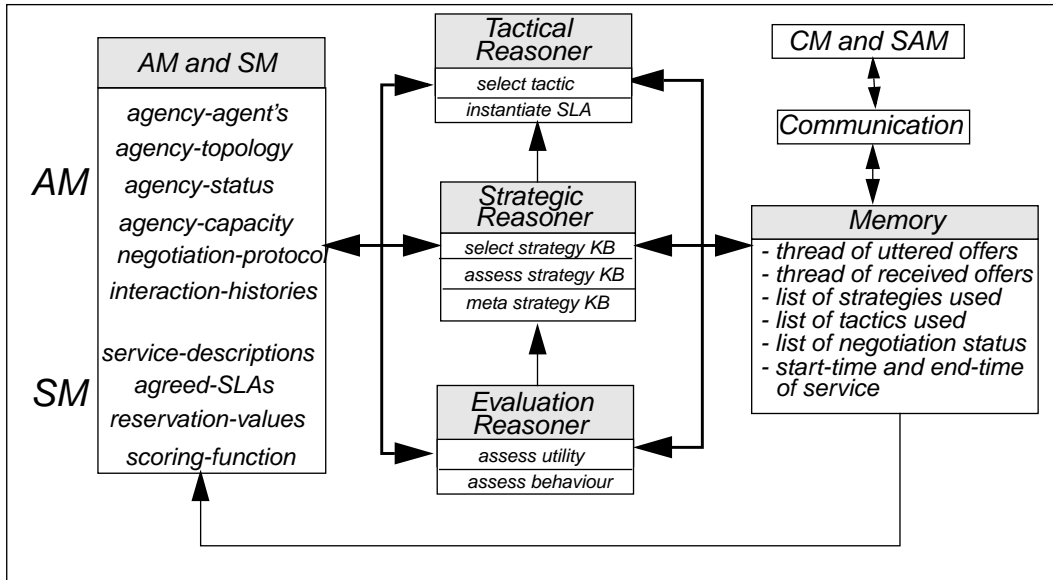 AM and SM
AM
agency-agent's
agency-topology
agency-status
agency-capacity
negotiation-protocol
interaction-histories
SM
service-descriptions
agreed-SLAs
reservation-values
scoring-function
Tactical
Reasoner
select tactic
instantiate SLA
Strategic
Reasoner
select strategy KB
assess strategy KB
meta strategy KB
Evaluation
Reasoner
assess utility
assess behaviour
CM and SAM
Communication
Memory
- thread of uttered offers
- thread of received offers
- list of strategies used
- list of tactics used
- list of negotiation status
- start-time and end-time
of service